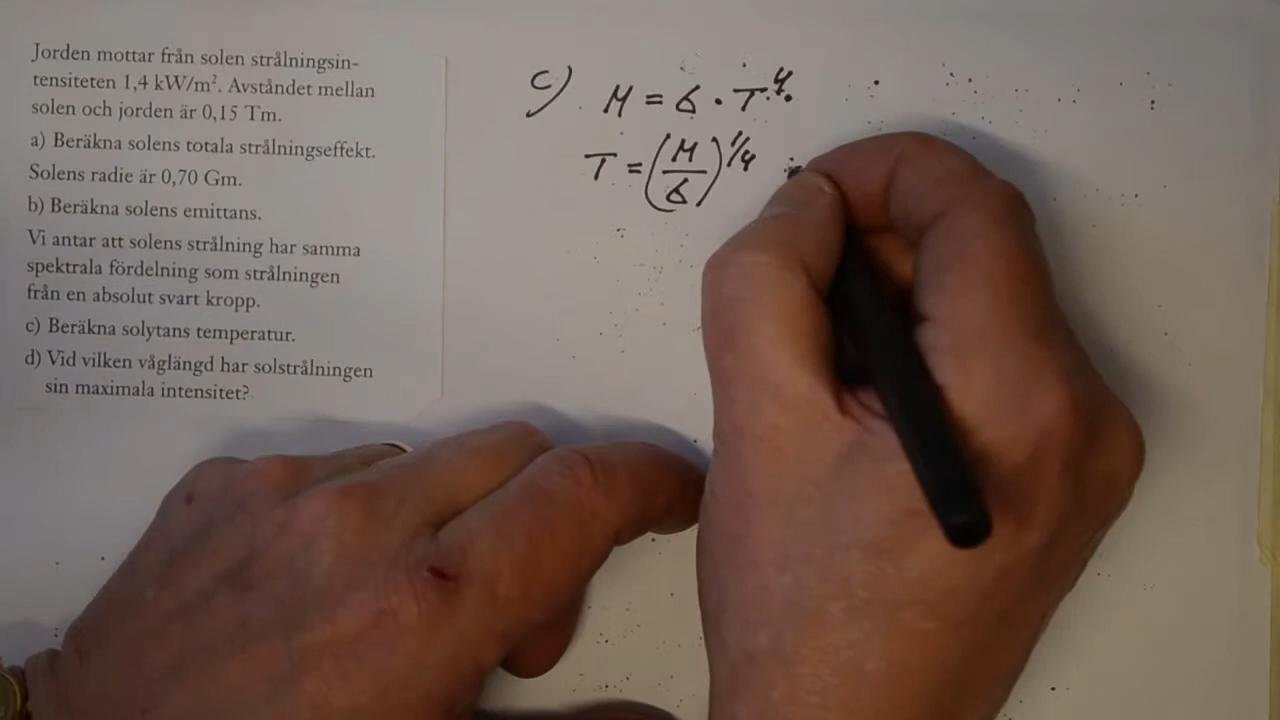 Jorden mottar från solen strålningsin-
tensiteten 1,4 kW/m². Avståndet mellan
solen och jorden är 0,15 Tm.
a) Beräkna solens totala strålningseffekt.
Solens radie är 0,70 Gm.
b) Beräkna solens emittans.
Vi antar att solens strålning har samma
spektrala fördelning som strålningen
från en absolut svart kropp.
c) Beräkna solytans temperatur.
d) Vid vilken våglängd har solstrålningen
sin maximala intensitet?
c) M = σ · T⁴
T = (M/σ)^1/4